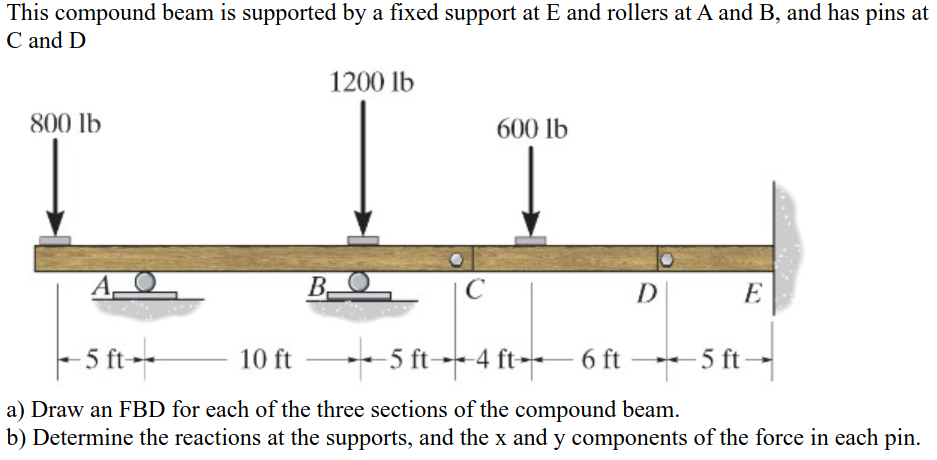 This compound beam is supported by a fixed support at E and rollers at A and B, and has pins at
C and D
1200 lb
800 lb
600 lb
A
B
C
D
E
5 ft
10 ft
5 ft
4 ft
6 ft
5 ft
a) Draw an FBD for each of the three sections of the compound beam.
b) Determine the reactions at the supports, and the x and y components of the force in each pin.